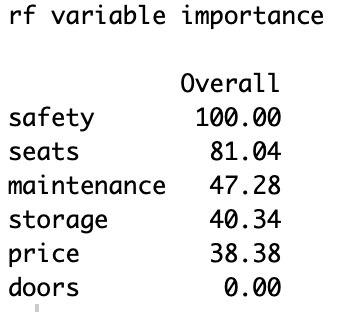 rf variable importance
Overall
safety 100.00
seats 81.04
maintenance 47.28
storage 40.34
price 38.38
doors 0.00